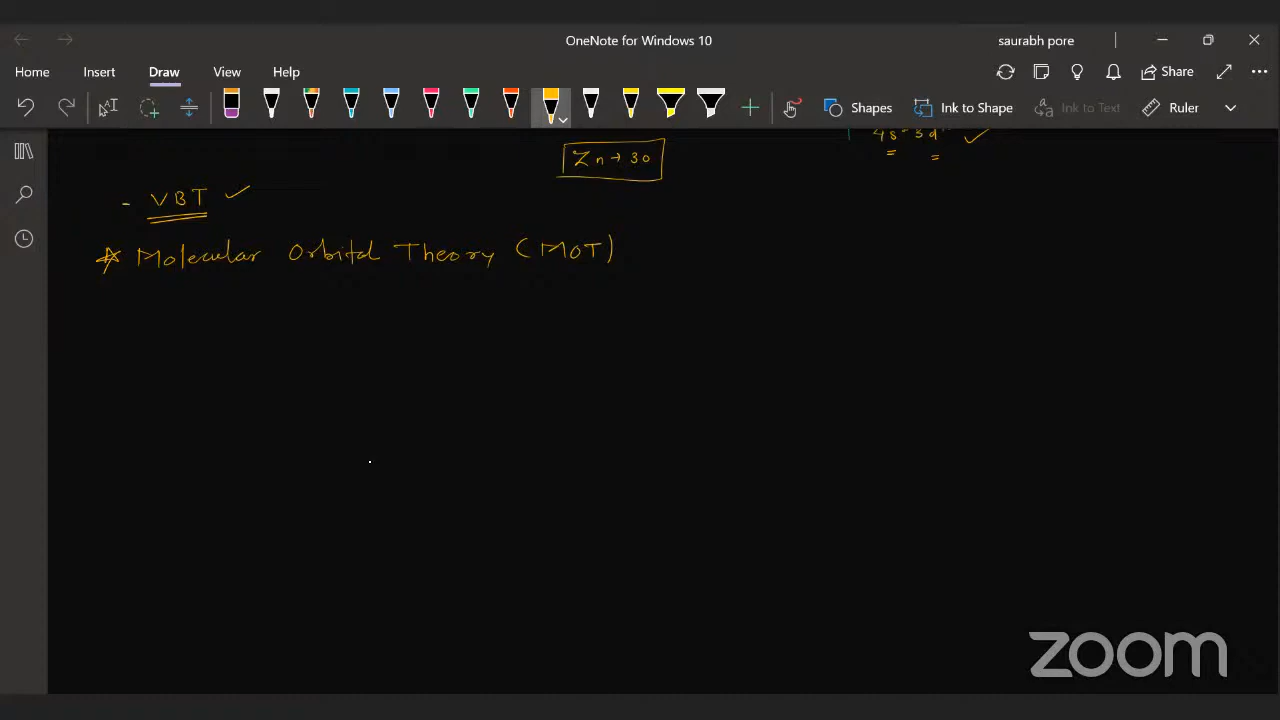 OneNote for Windows 10
saurabh pore
Home Insert Draw View Help
Share
Shapes Ink to Shape Ink to Text Ruler
Zn → 30
- VBT ✓
☆ Molecular Orbital Theory (MOT)
zoom